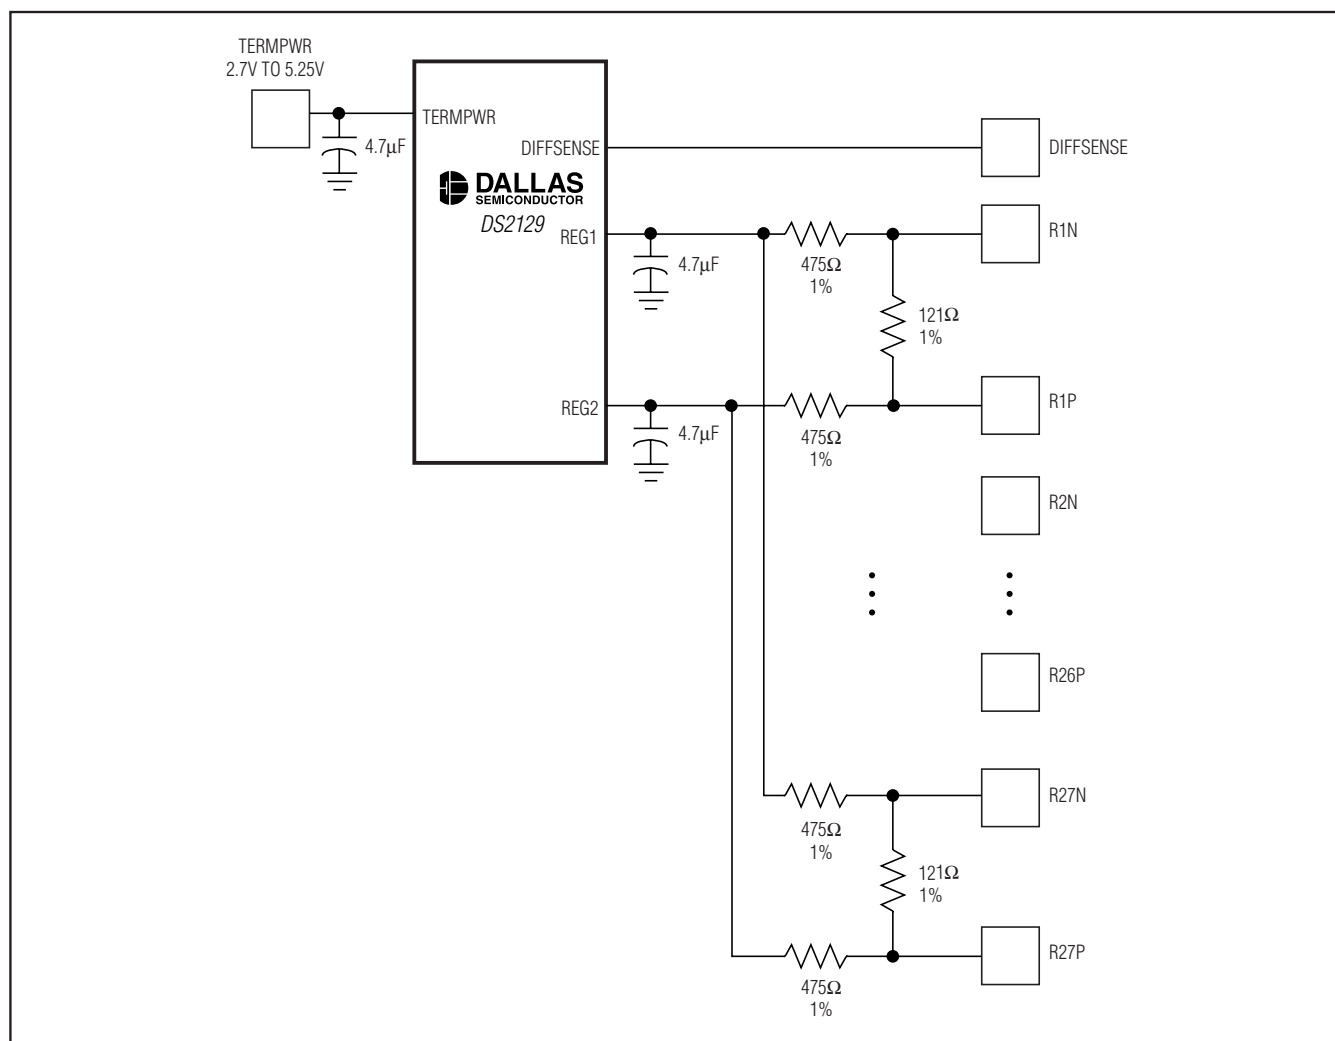 TERMPWR
2.7V TO 5.25V
TERMPWR
4.7μF
DIFFSENSE
DIFFSENSE
DALLAS
SEMICONDUCTOR
DS2129
REG1
4.7μF
475Ω
1%
R1N
121Ω
1%
REG2
4.7μF
475Ω
1%
R1P
R2N
R26P
475Ω
1%
R27N
121Ω
1%
475Ω
1%
R27P